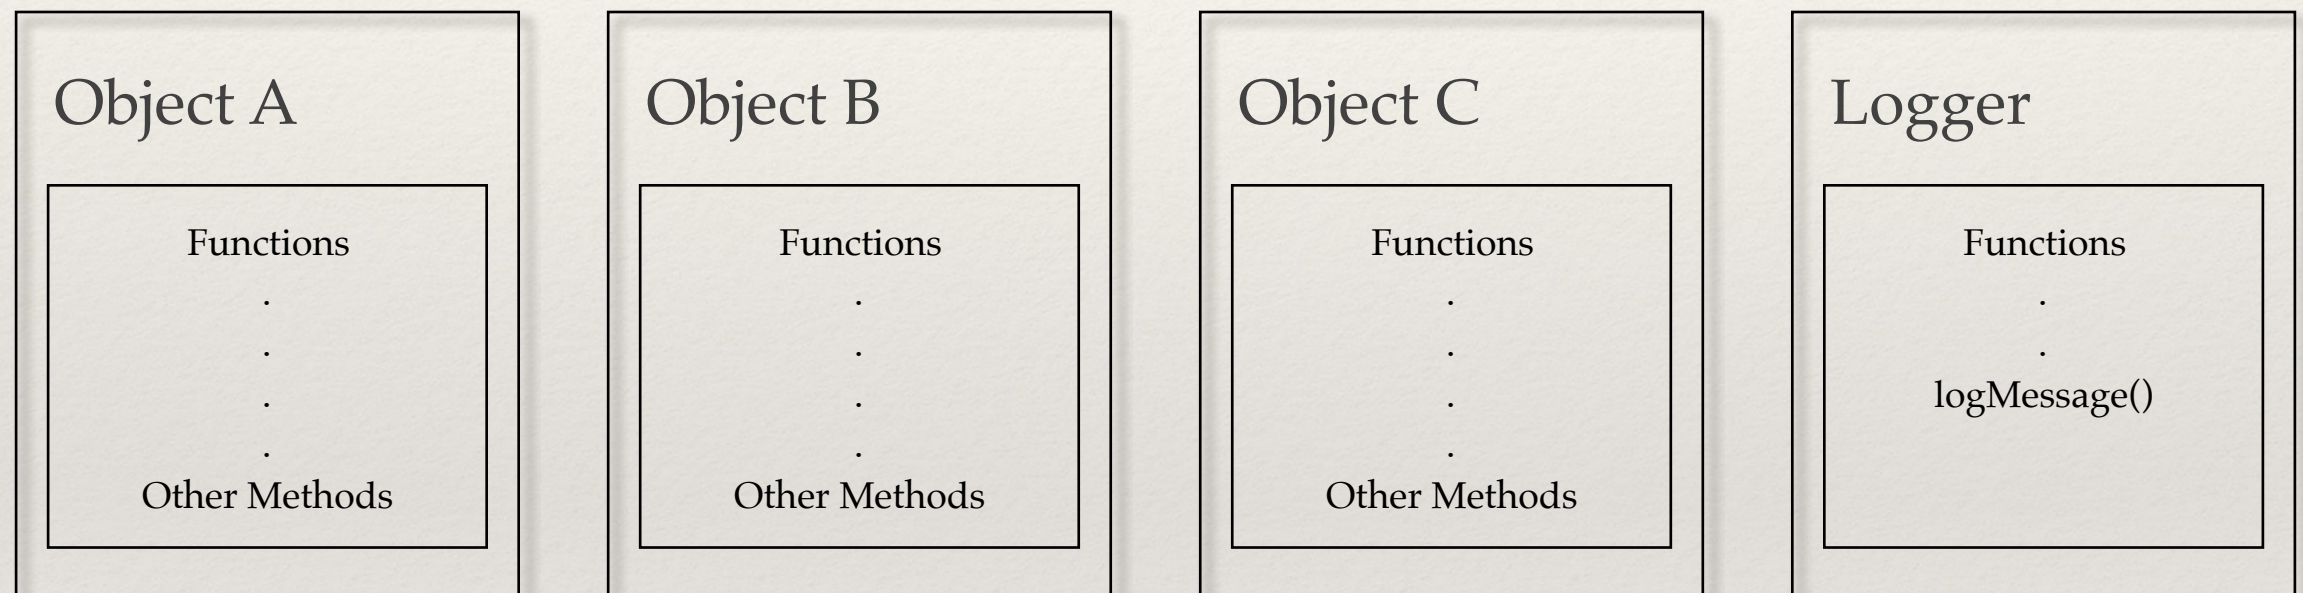 Object A
Functions
.
.
.
.
Other Methods
Object B
Functions
.
.
.
.
Other Methods
Object C
Functions
.
.
.
.
Other Methods
Logger
Functions
.
.
logMessage()